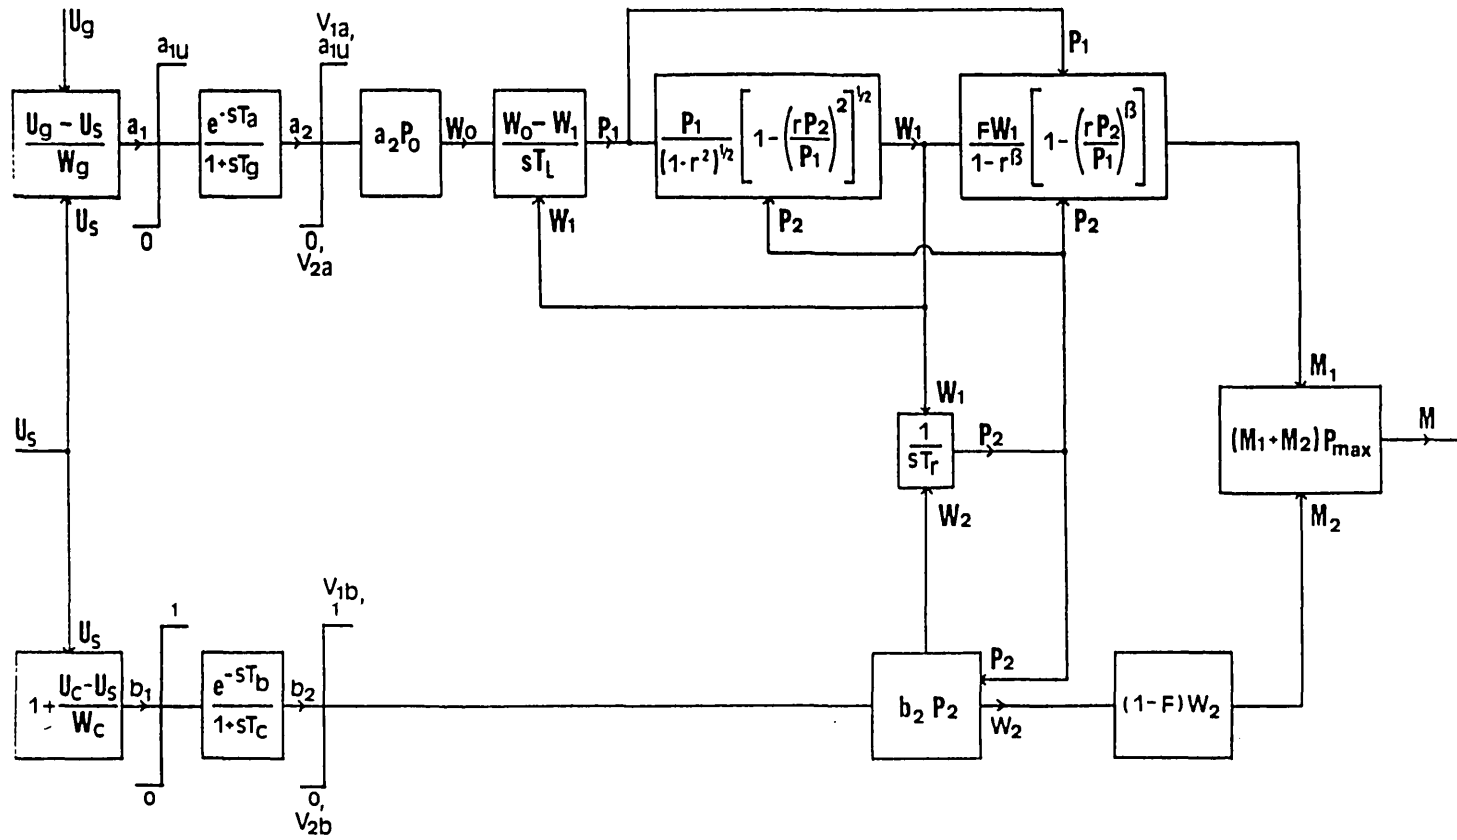 Ug
a1u
V1a,
a1u
P1
(Ug - Us)/Wg
a1
e^-sTa/(1+sTg)
a2
a2P0
W0
(W0 - W1)/sTL
P1
P1/(1-r²)^½ [1-(rP2/P1)²]^½
W1
FW1/(1-r^β) [1-(rP2/P1)^β]
Us
0
0,
V2a
W1
P2
P2
M1
Us
W1
1/sTr
P2
(M1+M2)Pmax
M
W2
M2
V1b,
1
1
Us
P2
1+(Uc-Us)/Wc
b1
e^-sTb/(1+sTc)
b2
b2 P2
W2
(1-F)W2
0
0,
V2b